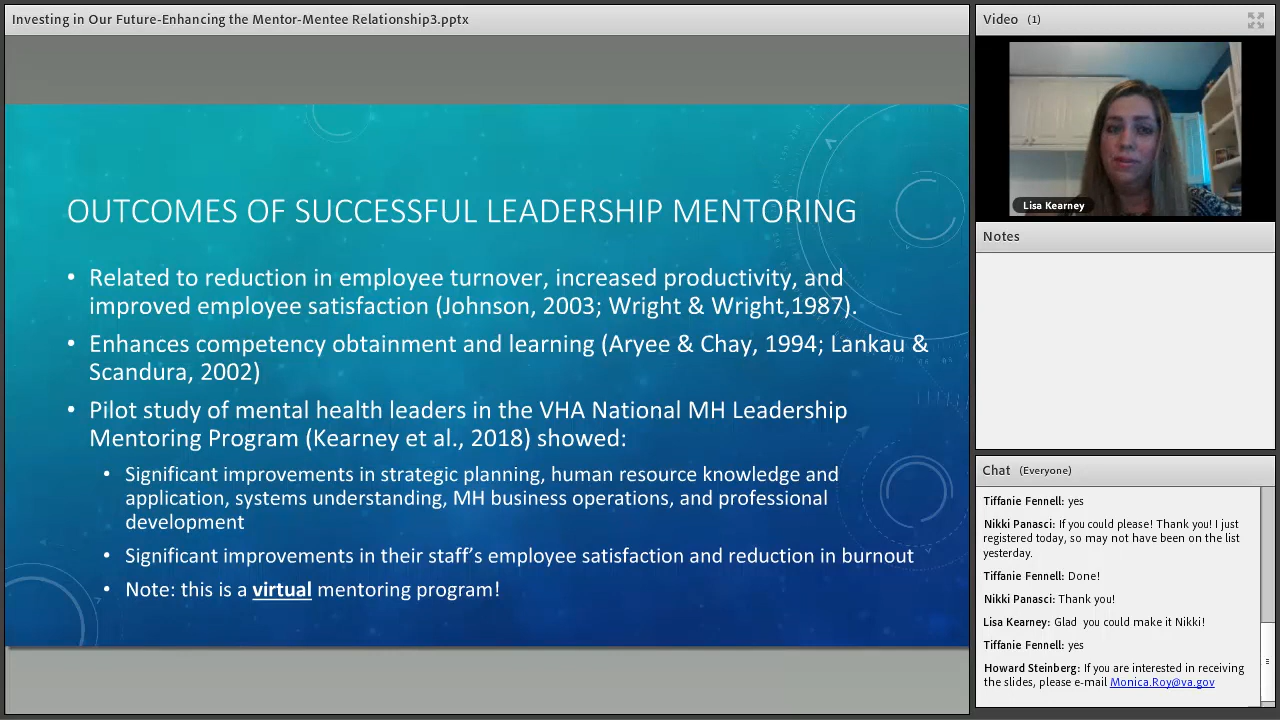 Investing in Our Future-Enhancing the Mentor-Mentee Relationship3.pptx
OUTCOMES OF SUCCESSFUL LEADERSHIP MENTORING
• Related to reduction in employee turnover, increased productivity, and
improved employee satisfaction (Johnson, 2003; Wright & Wright,1987).
• Enhances competency obtainment and learning (Aryee & Chay, 1994; Lankau &
Scandura, 2002)
• Pilot study of mental health leaders in the VHA National MH Leadership
Mentoring Program (Kearney et al., 2018) showed:
• Significant improvements in strategic planning, human resource knowledge and
application, systems understanding, MH business operations, and professional
development
• Significant improvements in their staff's employee satisfaction and reduction in burnout
• Note: this is a virtual mentoring program!
Video (1)
Lisa Kearney
Notes
Chat (Everyone)
Tiffanie Fennell: yes
Nikki Panasci: If you could please! Thank you! I just
registered today, so may not have been on the list
yesterday.
Tiffanie Fennell: Done!
Nikki Panasci: Thank you!
Lisa Kearney: Glad you could make it Nikki!
Tiffanie Fennell: yes
Howard Steinberg: If you are interested in receiving
the slides, please e-mail Monica.Roy@va.gov